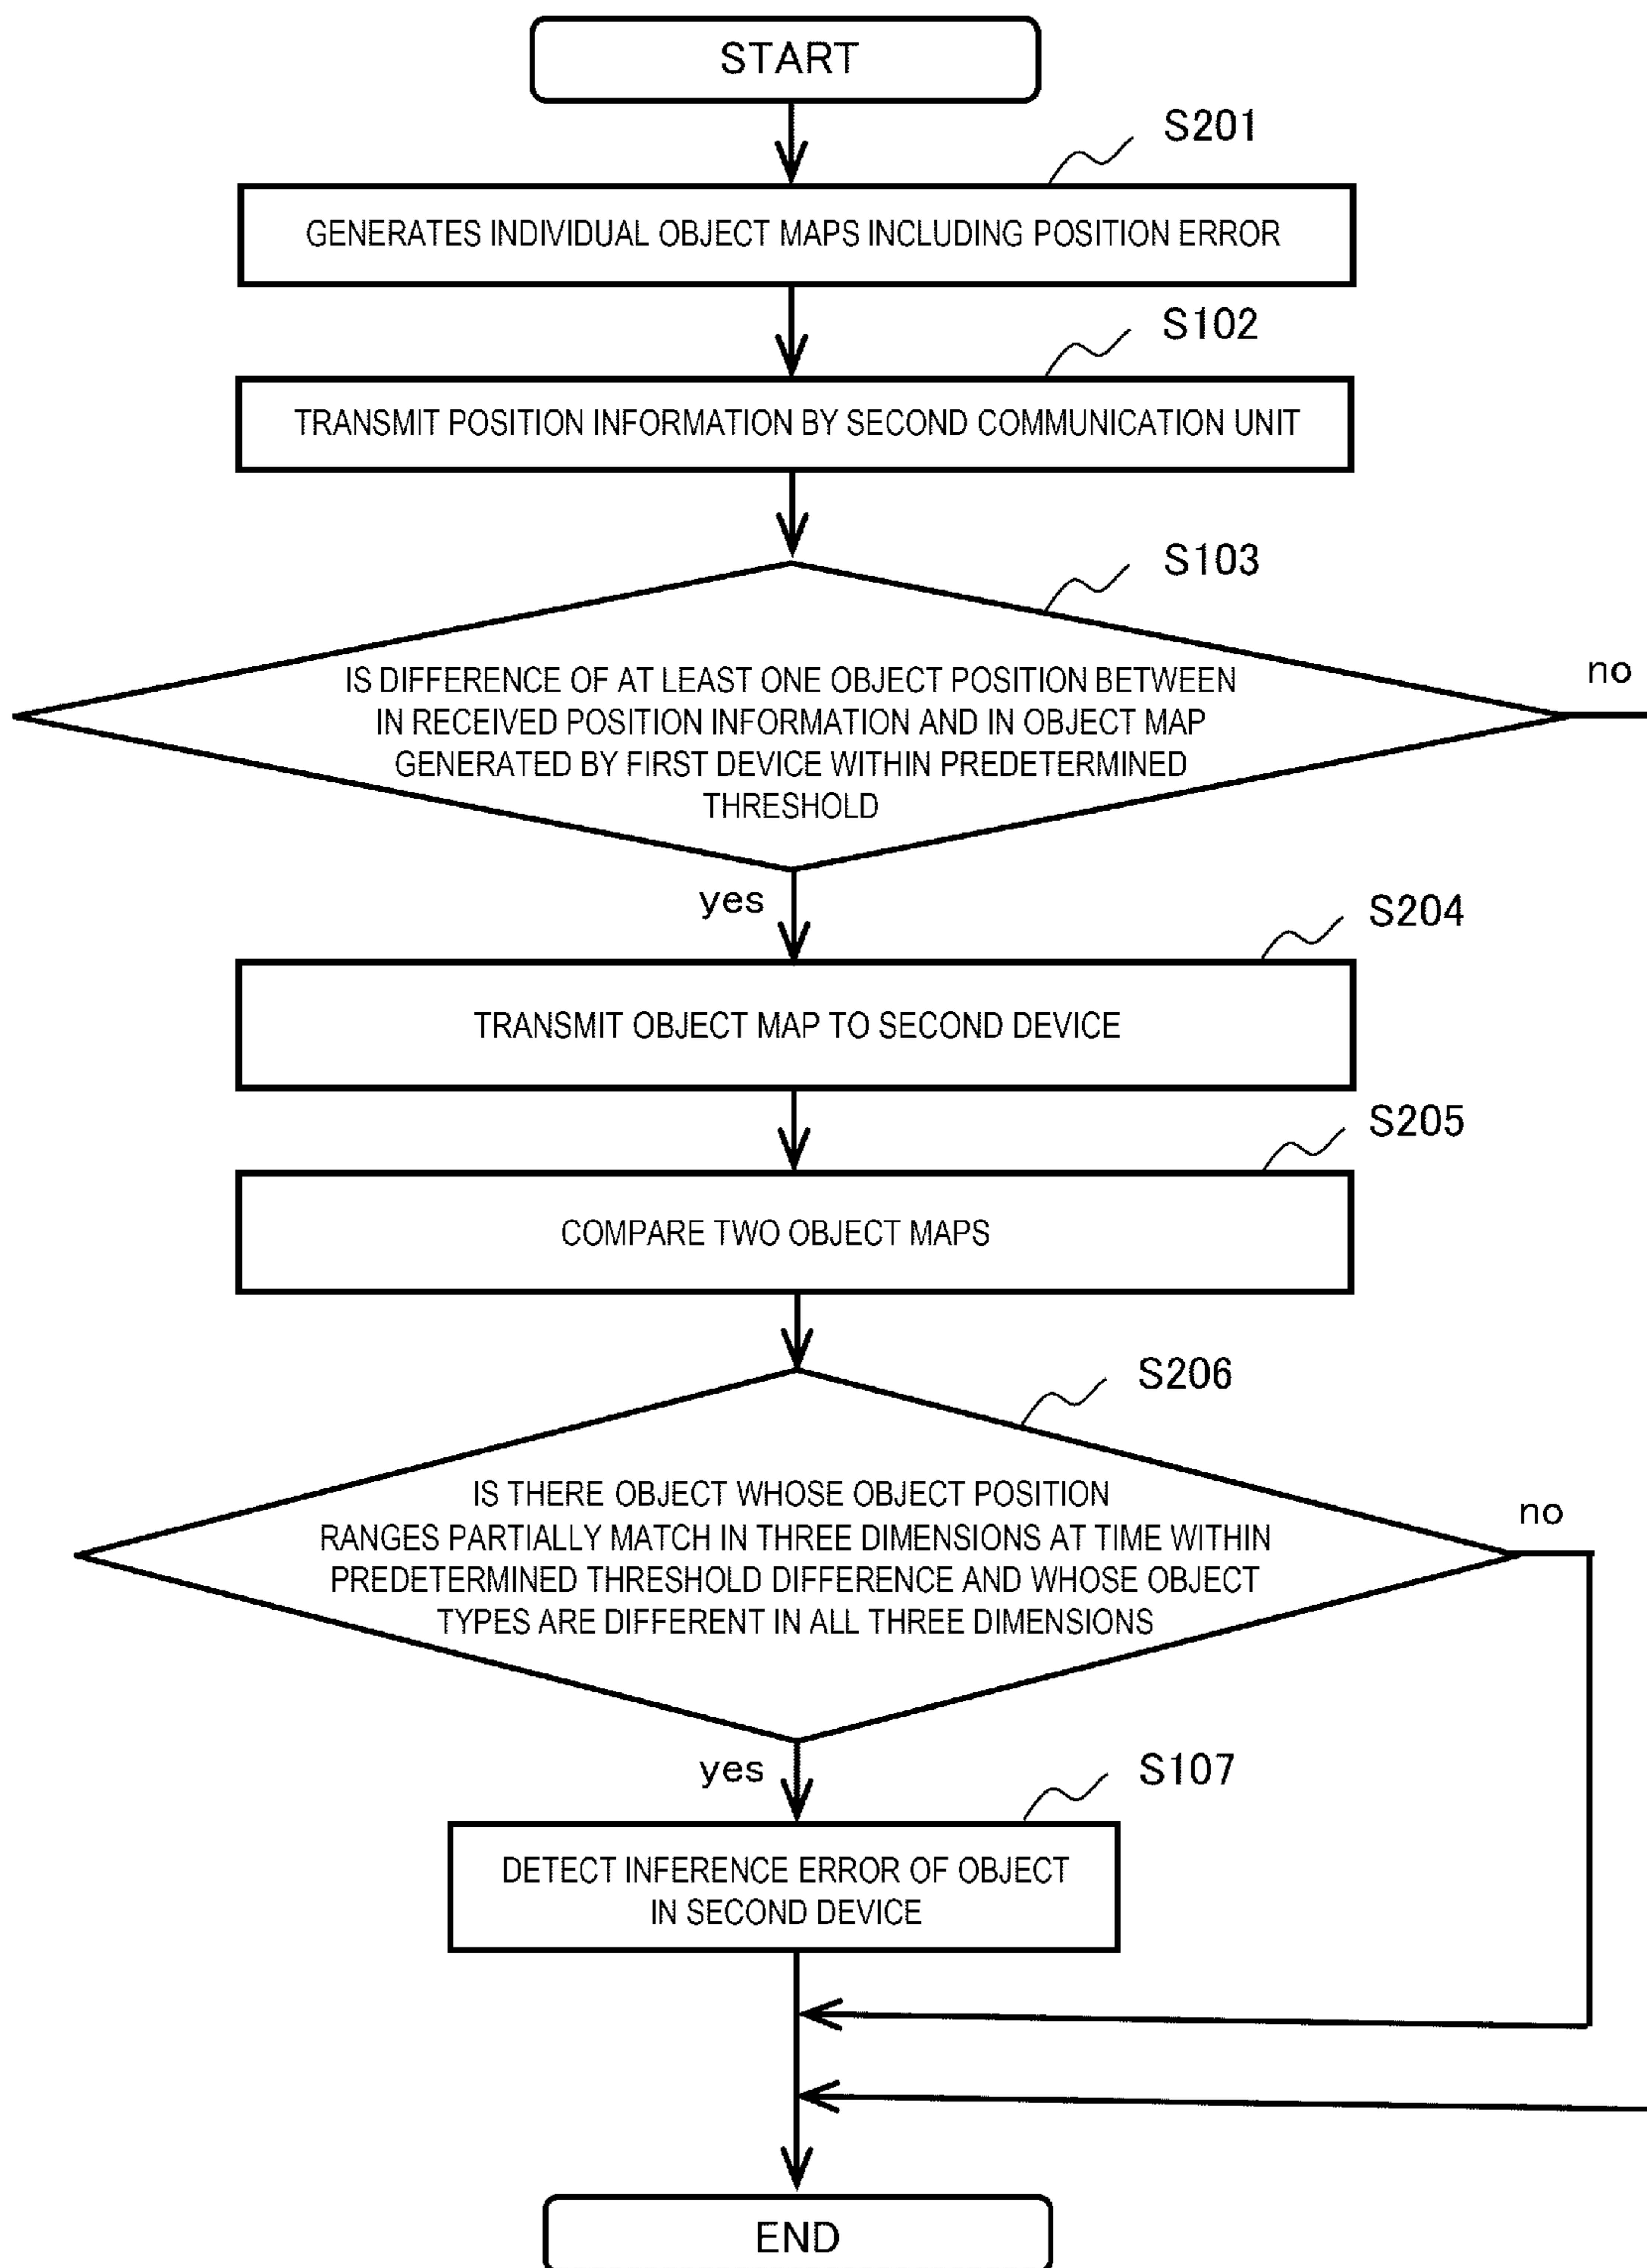 START
S201
GENERATES INDIVIDUAL OBJECT MAPS INCLUDING POSITION ERROR
S102
TRANSMIT POSITION INFORMATION BY SECOND COMMUNICATION UNIT
S103
IS DIFFERENCE OF AT LEAST ONE OBJECT POSITION BETWEEN
IN RECEIVED POSITION INFORMATION AND IN OBJECT MAP
GENERATED BY FIRST DEVICE WITHIN PREDETERMINED
THRESHOLD
no
yes
S204
TRANSMIT OBJECT MAP TO SECOND DEVICE
S205
COMPARE TWO OBJECT MAPS
S206
IS THERE OBJECT WHOSE OBJECT POSITION
RANGES PARTIALLY MATCH IN THREE DIMENSIONS AT TIME WITHIN
PREDETERMINED THRESHOLD DIFFERENCE AND WHOSE OBJECT
TYPES ARE DIFFERENT IN ALL THREE DIMENSIONS
no
yes
S107
DETECT INFERENCE ERROR OF OBJECT
IN SECOND DEVICE
END